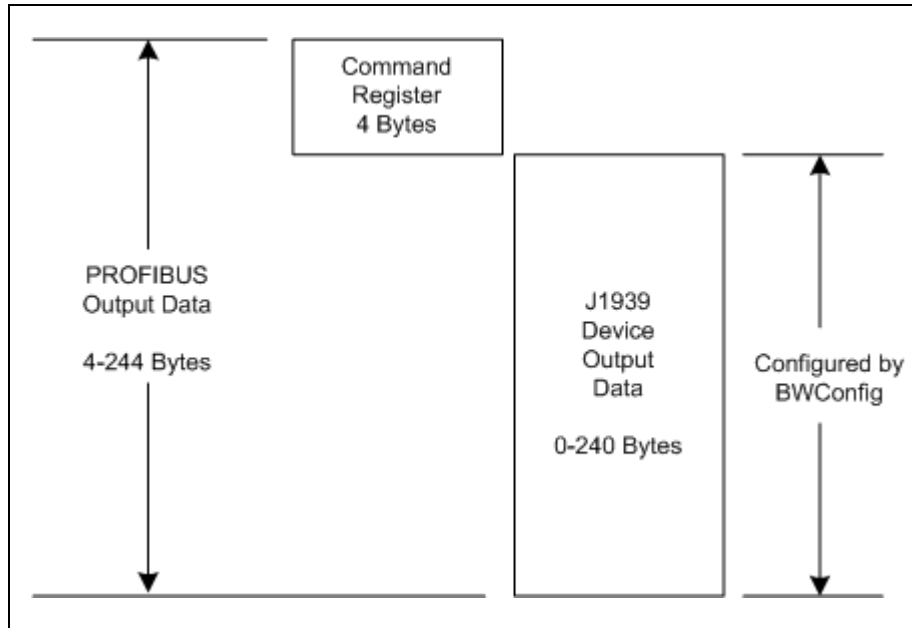 Command
Register
4 Bytes
PROFIBUS
Output Data
4-244 Bytes
J1939
Device
Output
Data
0-240 Bytes
Configured by
BWConfig